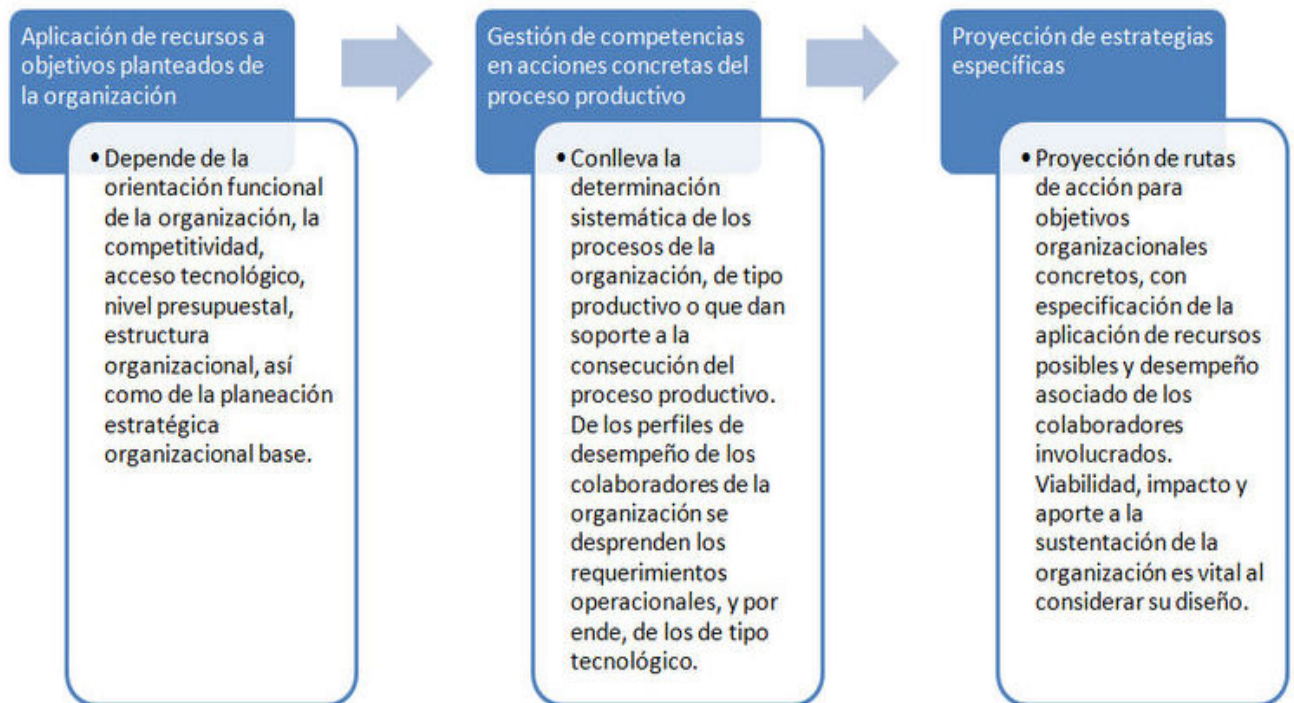 Aplicación de recursos a
objetivos planteados de
la organización
• Depende de la
orientación funcional
de la organización, la
competitividad,
acceso tecnológico,
nivel presupuestal,
estructura
organizacional, así
como de la planeación
estratégica
organizacional base.
Gestión de competencias
en acciones concretas del
proceso productivo
• Conlleva la
determinación
sistemática de los
procesos de la
organización, de tipo
productivo o que dan
soporte a la
consecución del
proceso productivo.
De los perfiles de
desempeño de los
colaboradores de la
organización se
desprenden los
requerimientos
operacionales, y por
ende, de los de tipo
tecnológico.
Proyección de estrategias
específicas
• Proyección de rutas
de acción para
objetivos
organizacionales
concretos, con
especificación de la
aplicación de recursos
posibles y desempeño
asociado de los
colaboradores
involucrados.
Viabilidad, impacto y
aporte a la
sustentación de la
organización es vital al
considerar su diseño.